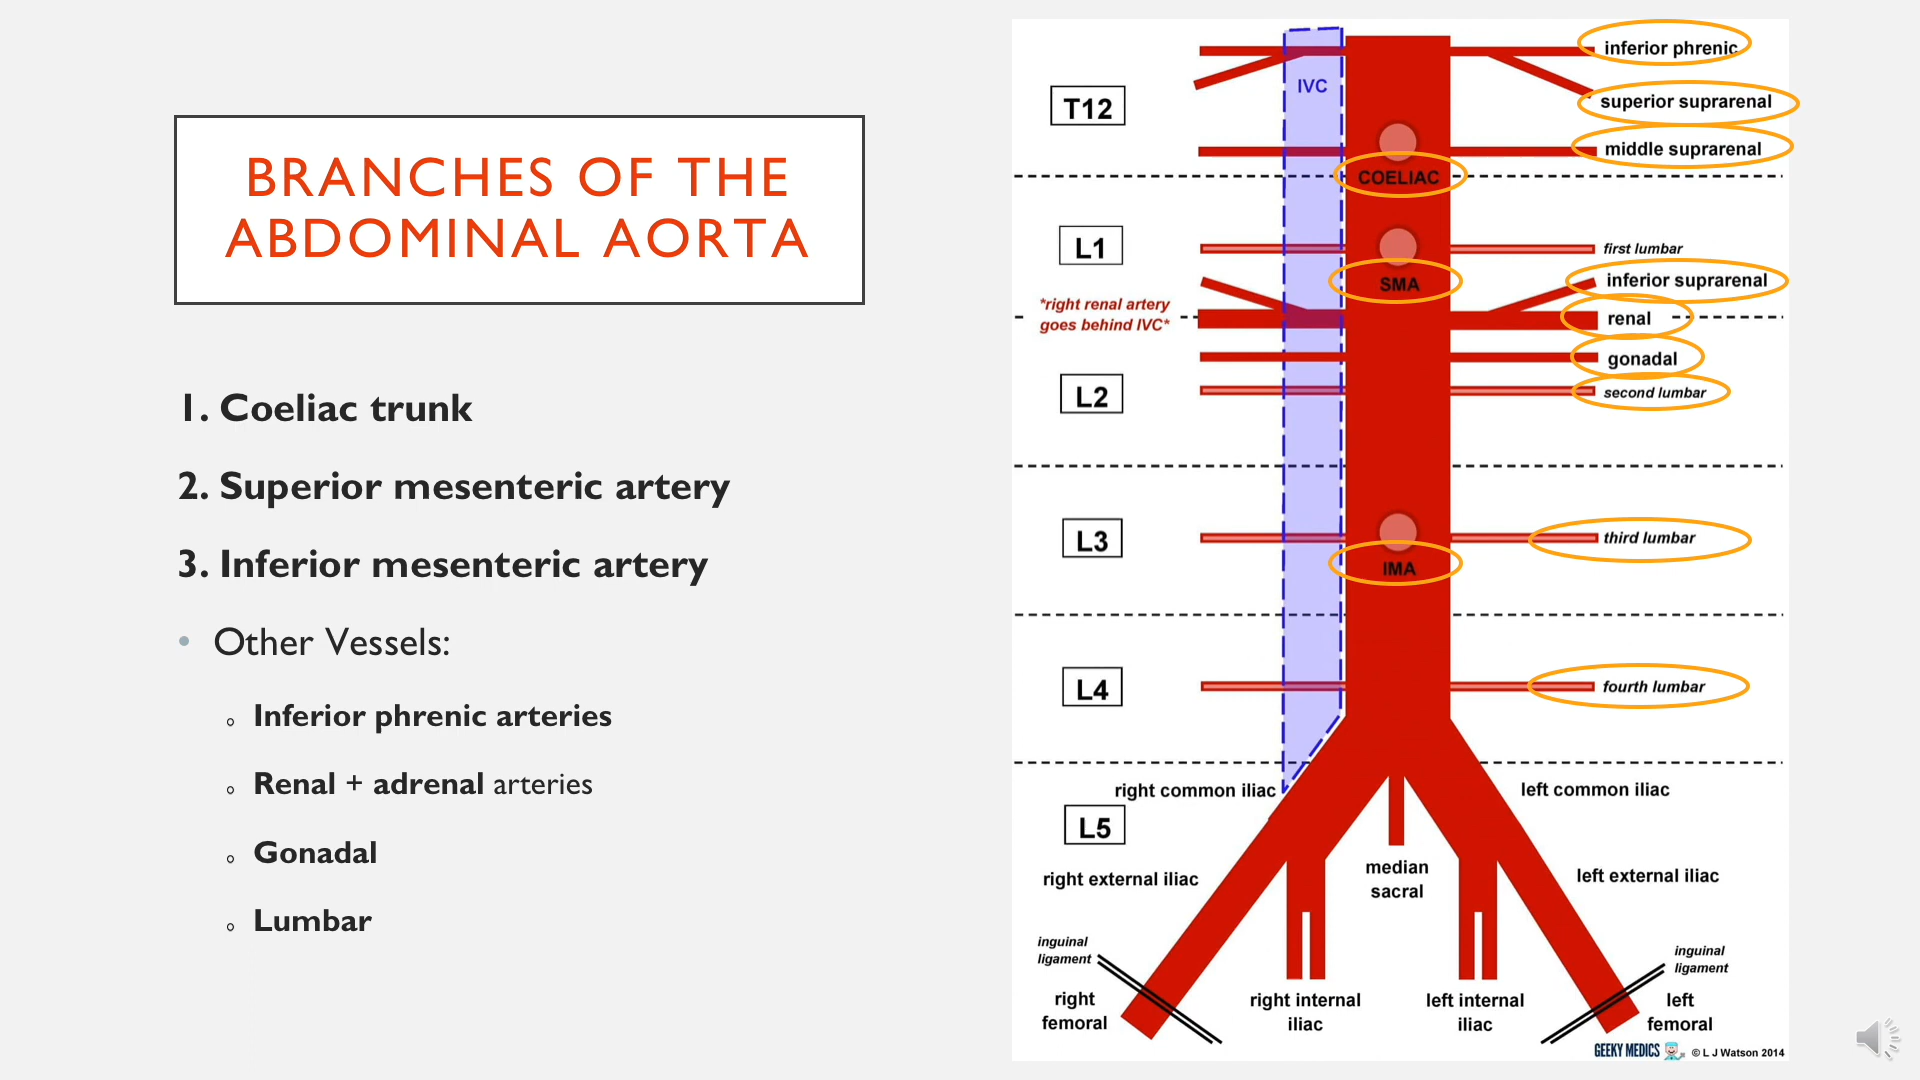 BRANCHES OF THE
ABDOMINAL AORTA
1. Coeliac trunk
2. Superior mesenteric artery
3. Inferior mesenteric artery
• Other Vessels:
o Inferior phrenic arteries
o Renal + adrenal arteries
o Gonadal
o Lumbar
inferior phrenic
IVC
superior suprarenal
T12
middle suprarenal
COELIAC
L1
first lumbar
inferior suprarenal
SMA
*right renal artery
goes behind IVC*
renal
gonadal
L2
second lumbar
L3
third lumbar
IMA
L4
fourth lumbar
right common iliac
left common iliac
L5
median
sacral
right external iliac
left external iliac
inguinal
ligament
inguinal
ligament
right
femoral
right internal
iliac
left internal
iliac
left
femoral
GEEKY MEDICS © L J Watson 2014